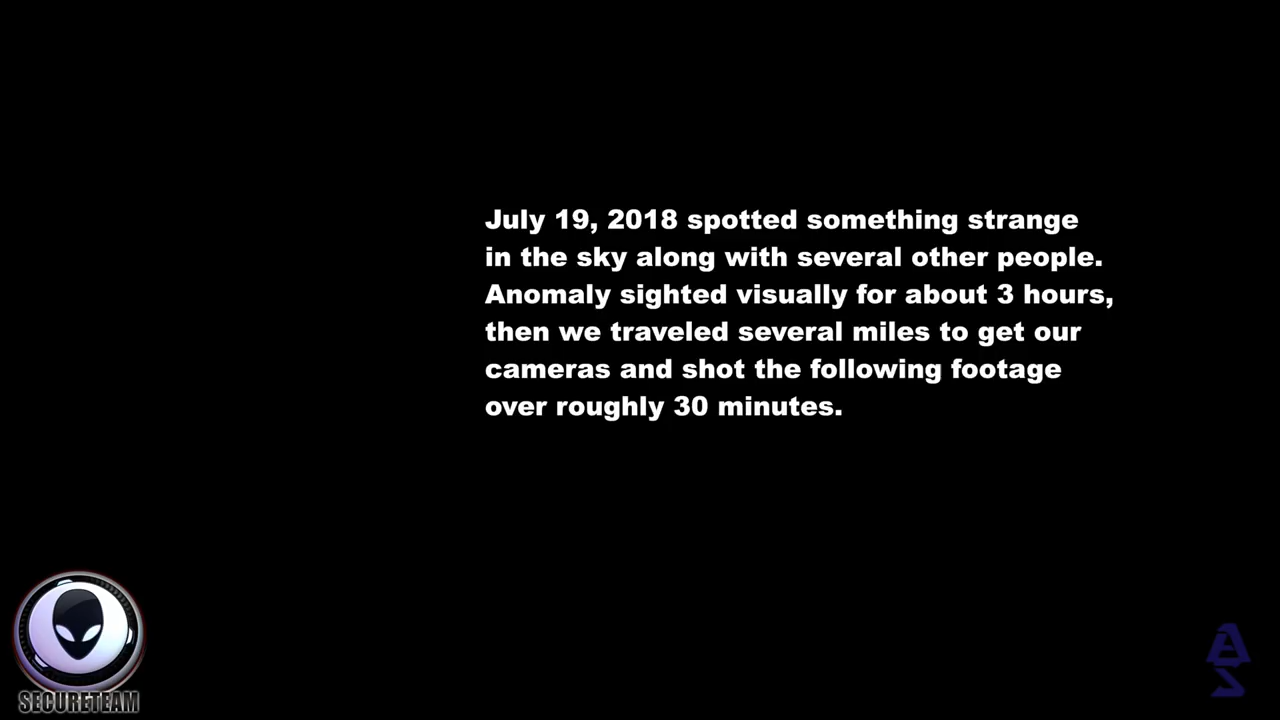 July 19, 2018 spotted something strange
in the sky along with several other people.
Anomaly sighted visually for about 3 hours,
then we traveled several miles to get our
cameras and shot the following footage
over roughly 30 minutes.
SECURETEAM